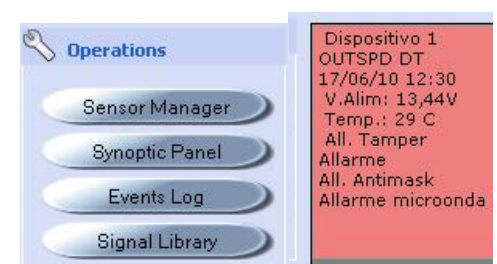 Operations
Sensor Manager
Synoptic Panel
Events Log
Signal Library
Dispositivo 1
OUTSPD DT
17/06/10 12:30
V.Alim: 13,44V
Temp.: 29 C
All. Tamper
Allarme
All. Antimask
Allarme microonda